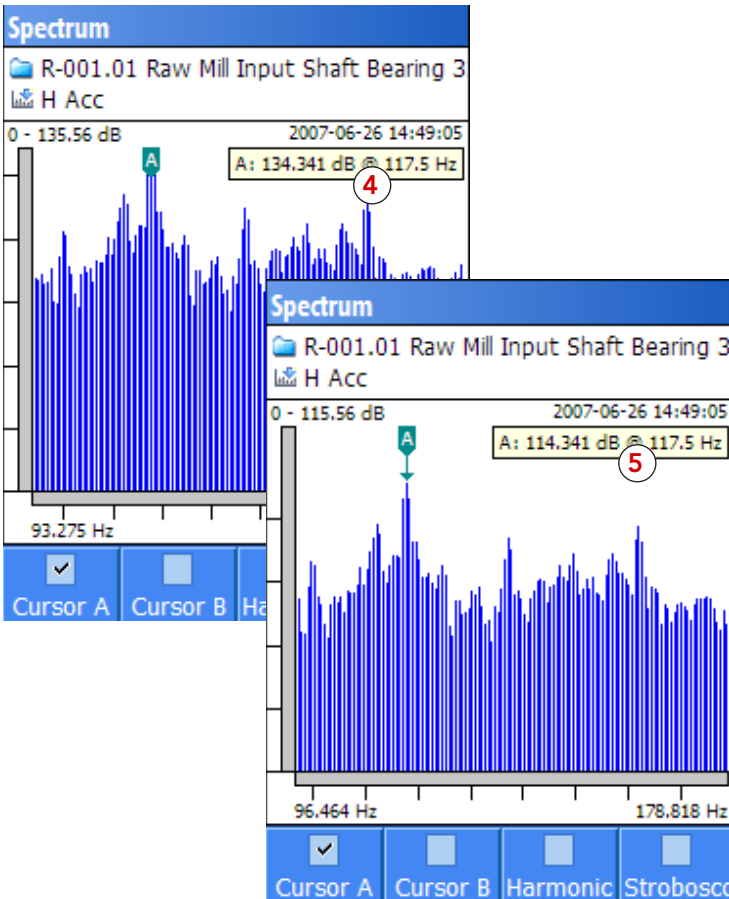 Spectrum
R-001.01 Raw Mill Input Shaft Bearing 3
H Acc
0 - 135.56 dB 2007-06-26 14:49:05
A
A: 134.341 dB @ 117.5 Hz
4
93.275 Hz
Cursor A Cursor B
Spectrum
R-001.01 Raw Mill Input Shaft Bearing 3
H Acc
0 - 115.56 dB 2007-06-26 14:49:05
A
A: 114.341 dB @ 117.5 Hz
5
96.464 Hz 178.818 Hz
Cursor A Cursor B Harmonic Strobosco